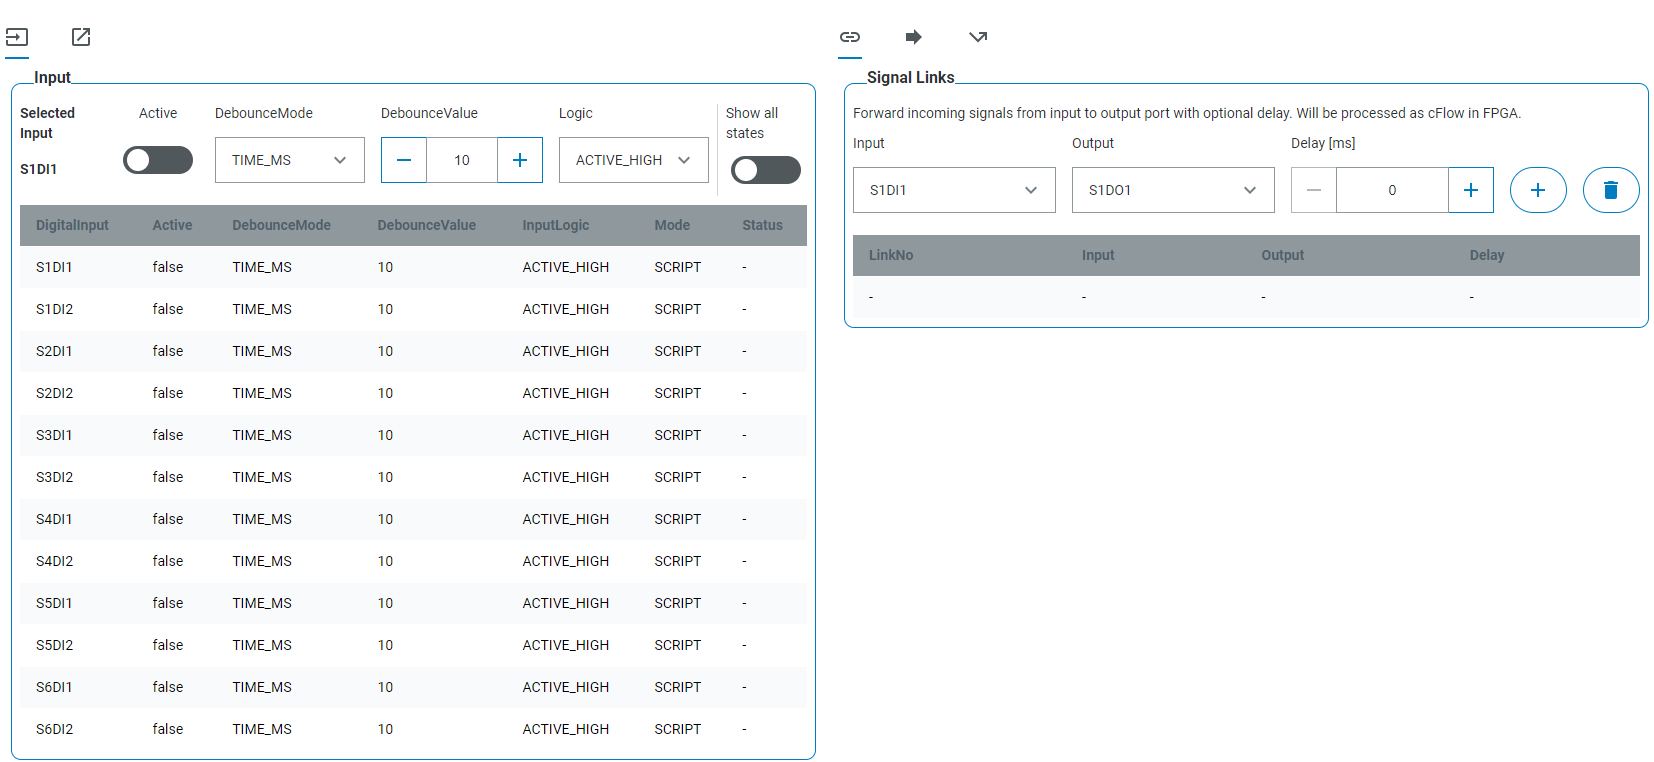 Input
Selected
Input
S1DI1
Active
DebounceMode
TIME_MS
DebounceValue
10
Logic
ACTIVE_HIGH
Show all
states
DigitalInput Active DebounceMode DebounceValue InputLogic Mode Status
S1DI1 false TIME_MS 10 ACTIVE_HIGH SCRIPT -
S1DI2 false TIME_MS 10 ACTIVE_HIGH SCRIPT -
S2DI1 false TIME_MS 10 ACTIVE_HIGH SCRIPT -
S2DI2 false TIME_MS 10 ACTIVE_HIGH SCRIPT -
S3DI1 false TIME_MS 10 ACTIVE_HIGH SCRIPT -
S3DI2 false TIME_MS 10 ACTIVE_HIGH SCRIPT -
S4DI1 false TIME_MS 10 ACTIVE_HIGH SCRIPT -
S4DI2 false TIME_MS 10 ACTIVE_HIGH SCRIPT -
S5DI1 false TIME_MS 10 ACTIVE_HIGH SCRIPT -
S5DI2 false TIME_MS 10 ACTIVE_HIGH SCRIPT -
S6DI1 false TIME_MS 10 ACTIVE_HIGH SCRIPT -
S6DI2 false TIME_MS 10 ACTIVE_HIGH SCRIPT -
Signal Links
Forward incoming signals from input to output port with optional delay. Will be processed as cFlow in FPGA.
Input Output Delay [ms]
S1DI1 S1DO1 0
LinkNo Input Output Delay
- - - -